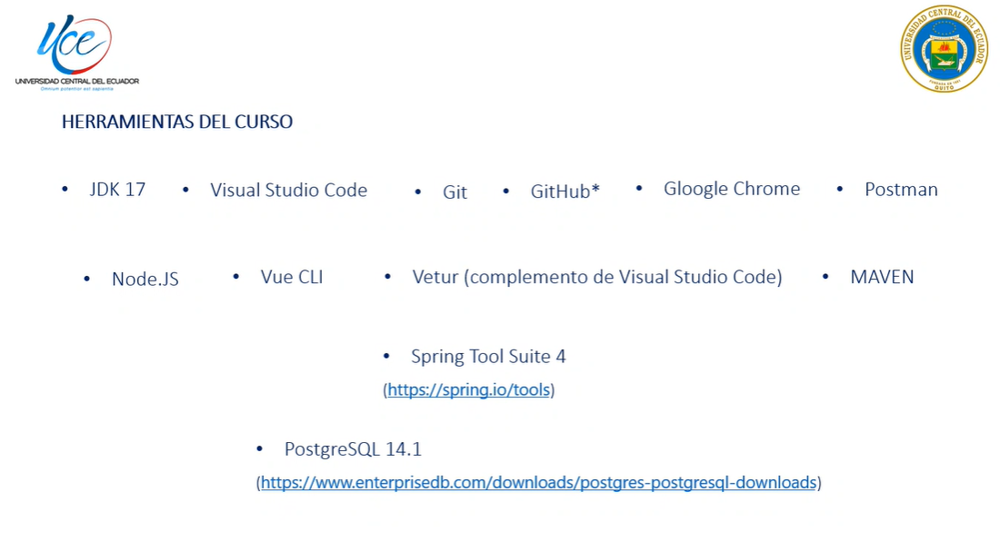 Uce
UNIVERSIDAD CENTRAL DEL ECUADOR
Omnium potentior est sapientia
UNIVERSIDAD CENTRAL DEL ECUADOR
FUNDADA EN 1651
QUITO
HERRAMIENTAS DEL CURSO
• JDK 17 • Visual Studio Code • Git • GitHub* • Gloogle Chrome • Postman
• Node.JS • Vue CLI • Vetur (complemento de Visual Studio Code) • MAVEN
• Spring Tool Suite 4
(https://spring.io/tools)
• PostgreSQL 14.1
(https://www.enterprisedb.com/downloads/postgres-postgresql-downloads)